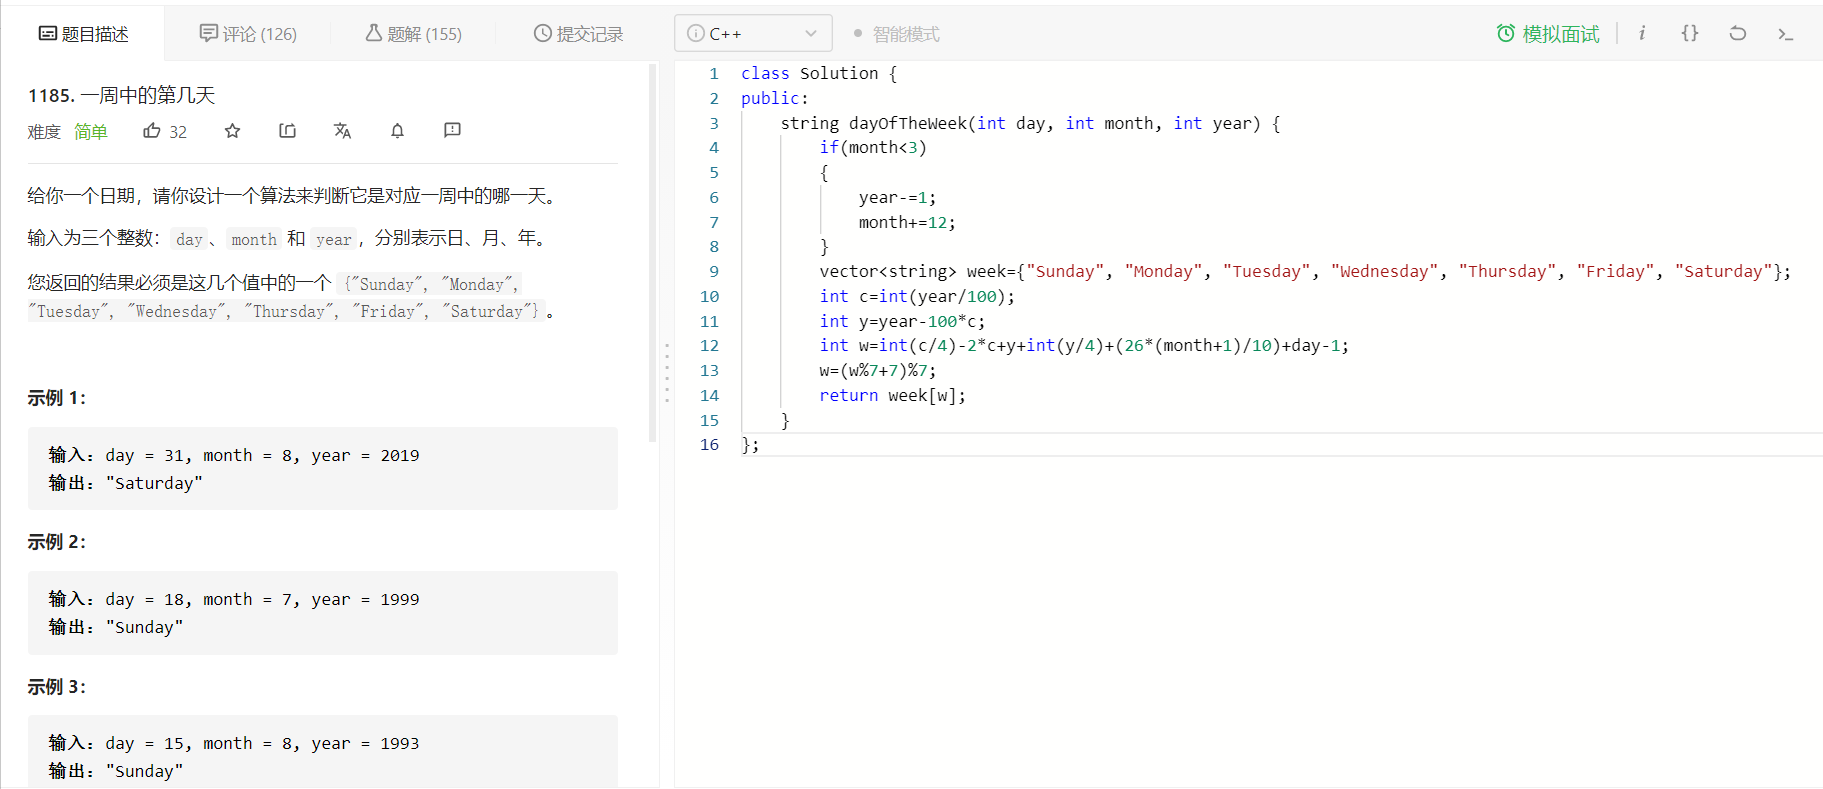 题目描述
评论 (126)
题解 (155)
提交记录
C++
智能模式
模拟面试
1185. 一周中的第几天
难度 简单 32
给你一个日期，请你设计一个算法来判断它是对应一周中的哪一天。
输入为三个整数：day、month 和 year，分别表示日、月、年。
您返回的结果必须是这几个值中的一个 {"Sunday", "Monday",
"Tuesday", "Wednesday", "Thursday", "Friday", "Saturday"}。
示例 1：
输入：day = 31, month = 8, year = 2019
输出："Saturday"
示例 2：
输入：day = 18, month = 7, year = 1999
输出："Sunday"
示例 3：
输入：day = 15, month = 8, year = 1993
输出："Sunday"
1 class Solution {
2 public:
3 string dayOfTheWeek(int day, int month, int year) {
4 if(month<3)
5 {
6 year-=1;
7 month+=12;
8 }
9 vector<string> week={"Sunday", "Monday", "Tuesday", "Wednesday", "Thursday", "Friday", "Saturday"};
10 int c=int(year/100);
11 int y=year-100*c;
12 int w=int(c/4)-2*c+y+int(y/4)+(26*(month+1)/10)+day-1;
13 w=(w%7+7)%7;
14 return week[w];
15 }
16 };